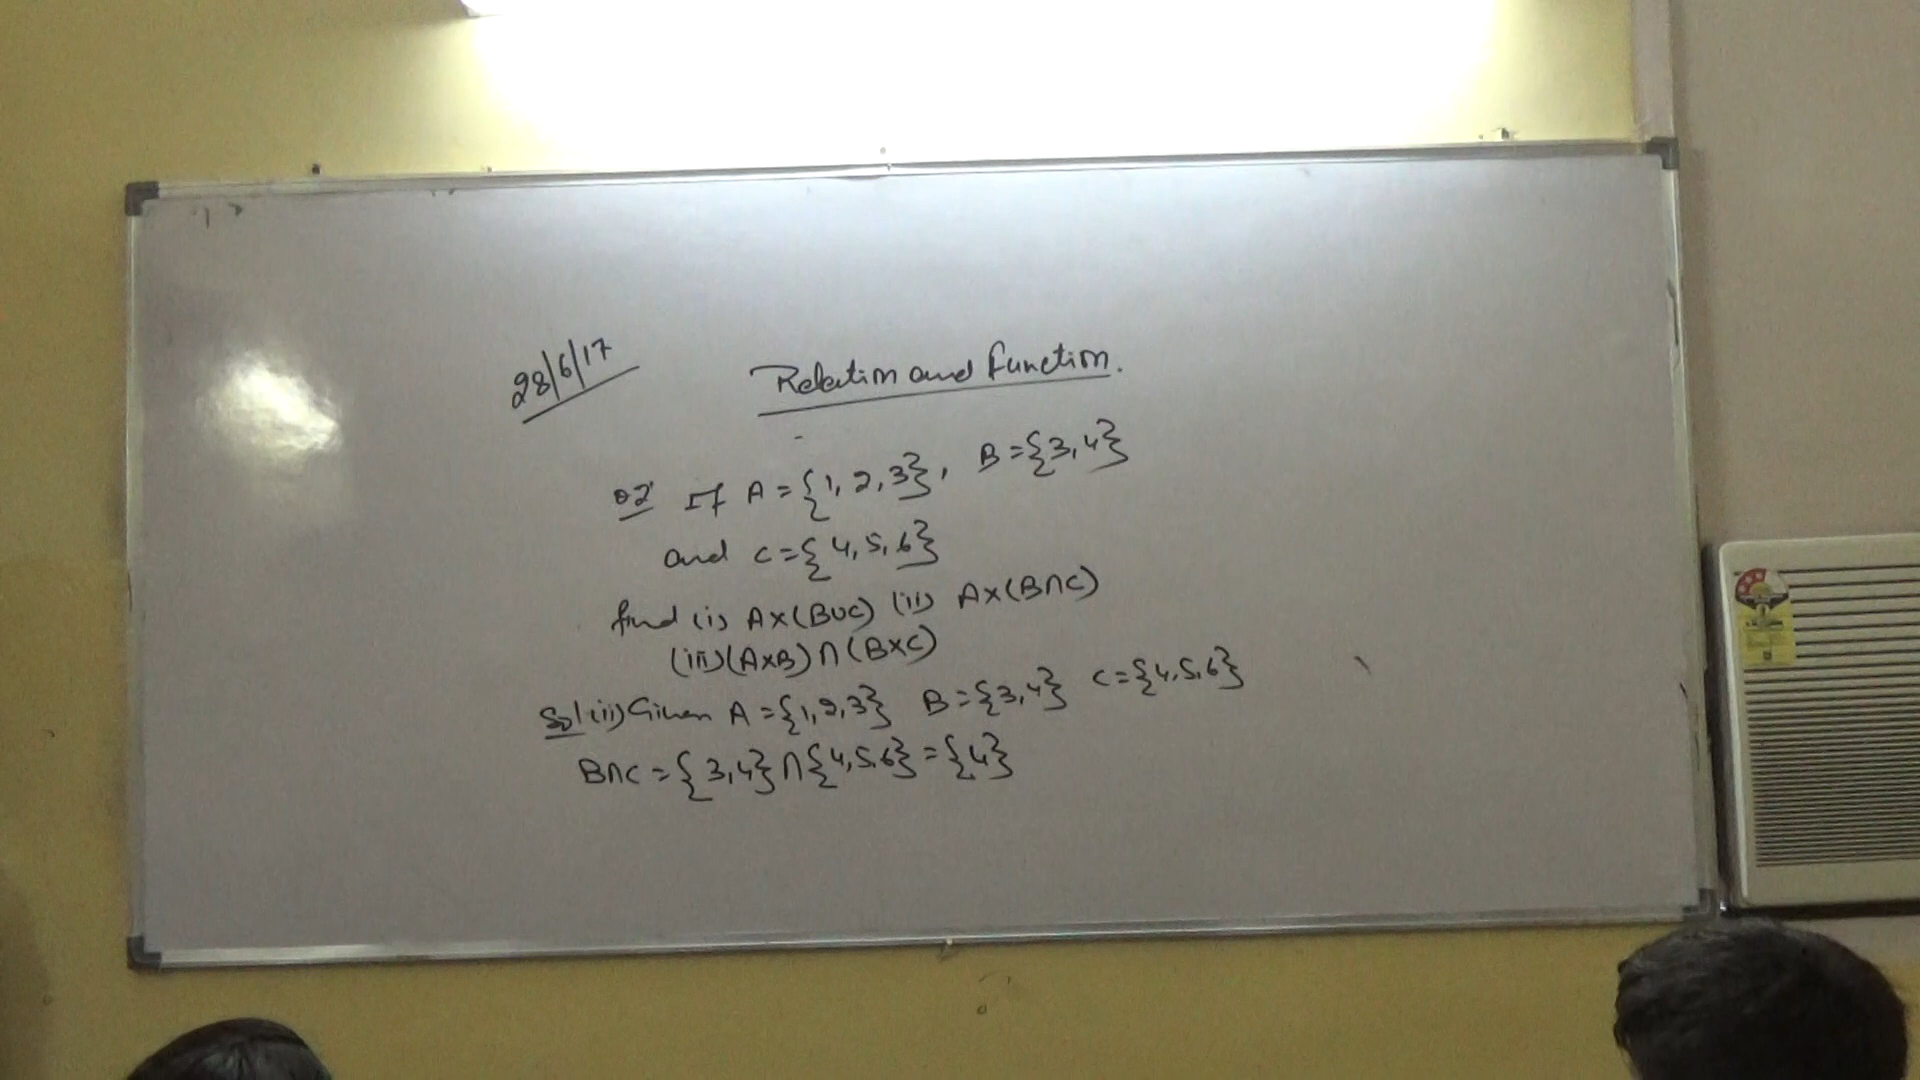 28/6/17
Relation and Function.
Q2 If A = {1, 2, 3}, B = {3, 4}
and C = {4, 5, 6}
find (i) A×(B∪C) (ii) A×(B∩C)
(iii) (A×B)∩(B×C)
Sol (ii) Given A = {1, 2, 3} B = {3, 4} C = {4, 5, 6}
B∩C = {3, 4} ∩ {4, 5, 6} = {4}